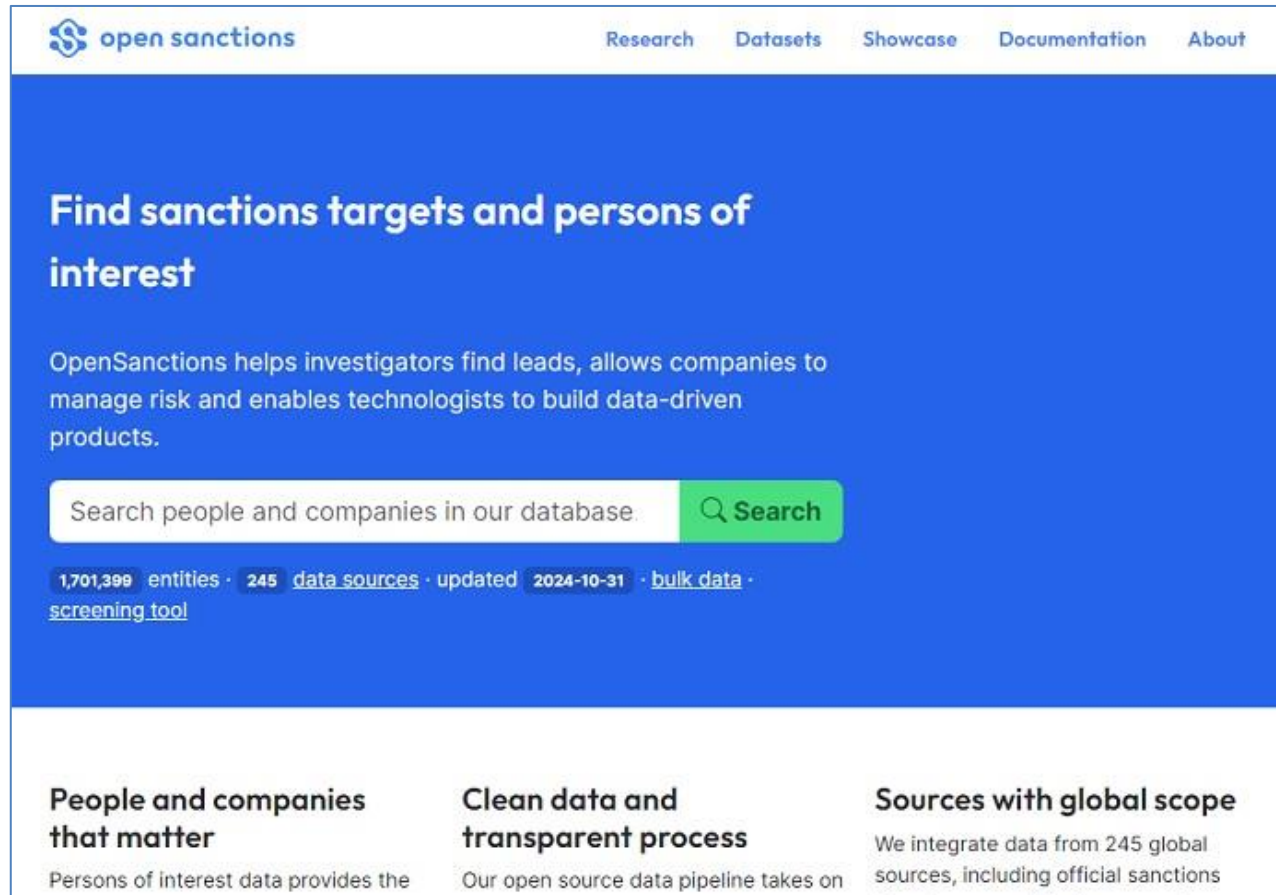 open sanctions
Research Datasets Showcase Documentation About
Find sanctions targets and persons of
interest
OpenSanctions helps investigators find leads, allows companies to
manage risk and enables technologists to build data-driven
products.
Search people and companies in our database.
Search
1,701,399 entities · 245 data sources · updated 2024-10-31 · bulk data ·
screening tool
People and companies
that matter
Persons of interest data provides the
Clean data and
transparent process
Our open source data pipeline takes on
Sources with global scope
We integrate data from 245 global
sources, including official sanctions